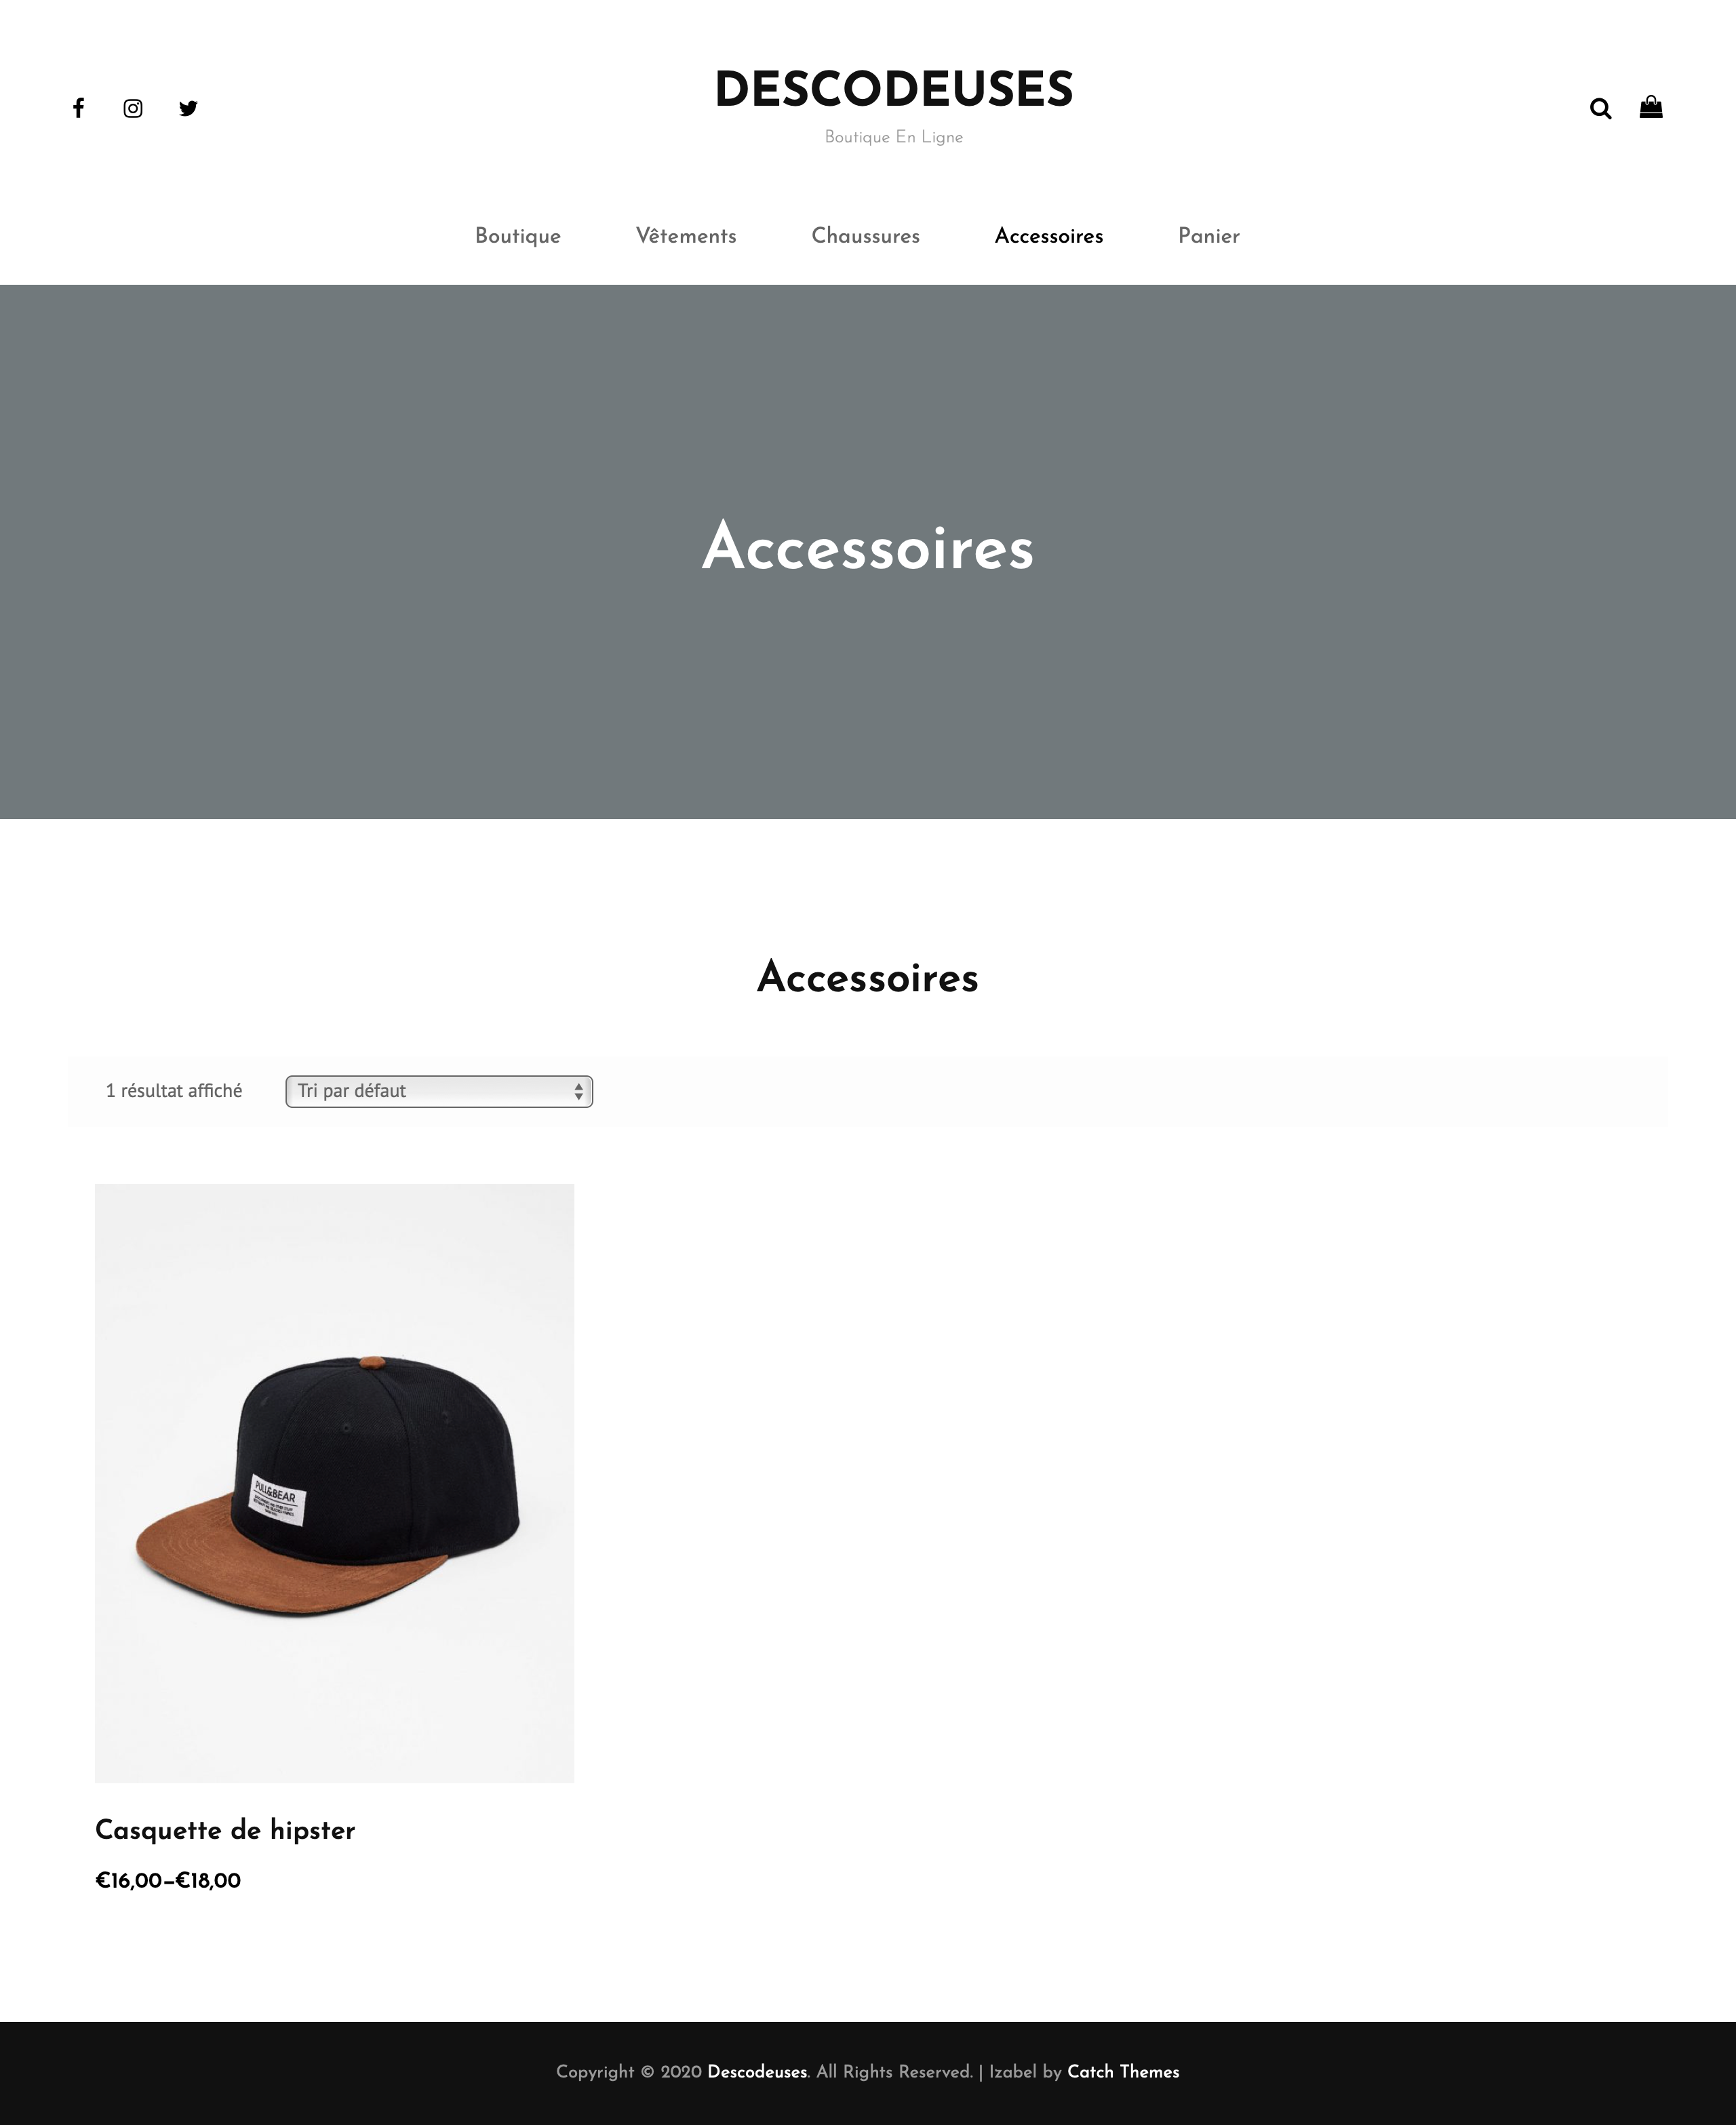 DESCODEUSES
Boutique En Ligne
Boutique
Vêtements
Chaussures
Accessoires
Panier
Accessoires
Accessoires
1 résultat affiché
Tri par défaut
PULL&BEAR
Casquette de hipster
€16,00–€18,00
Copyright © 2020 Descodeuses. All Rights Reserved. | Izabel by Catch Themes